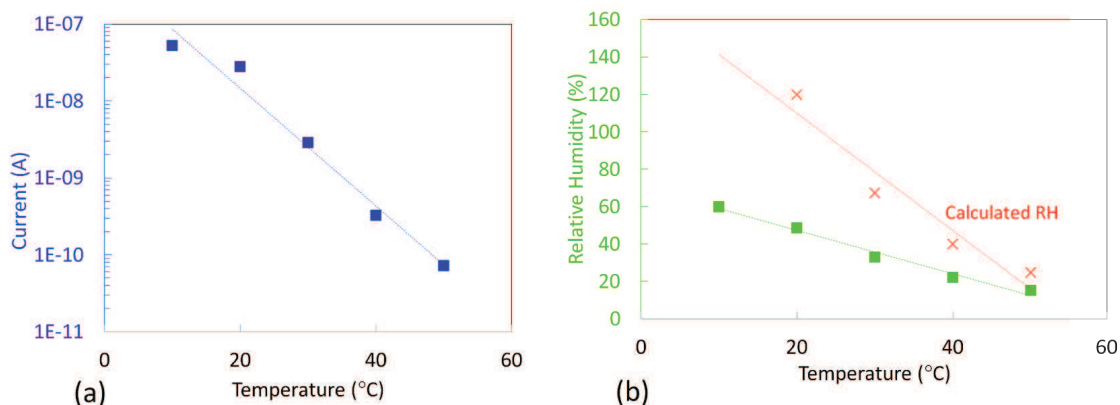 1E-07
1E-08
1E-09
1E-10
1E-11
Current (A)
0 20 40 60
Temperature (°C)
(a)
160
140
120
100
80
60
40
20
0
Relative Humidity (%)
Calculated RH
0 20 40 60
Temperature (°C)
(b)